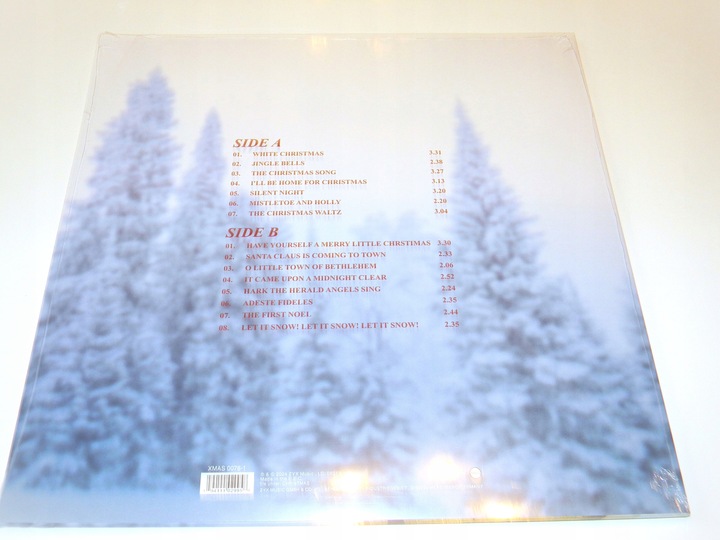 SIDE A
01. WHITE CHRISTMAS 3.31
02. JINGLE BELLS 2.38
03. THE CHRISTMAS SONG 3.27
04. I'LL BE HOME FOR CHRISTMAS 3.13
05. SILENT NIGHT 3.26
06. MISTLETOE AND HOLLY 2.20
07. THE CHRISTMAS WALTZ 3.04
SIDE B
01. HAVE YOURSELF A MERRY LITTLE CHRSTIMAS 3.30
02. SANTA CLAUS IS COMING TO TOWN 2.33
03. O LITTLE TOWN OF BETHLEHEM 2.06
04. IT CAME UPON A MIDNIGHT CLEAR 2.52
05. HARK THE HERALD ANGELS SING 2.24
06. ADESTE FIDELES 2.35
07. THE FIRST NOEL 2.44
08. LET IT SNOW! LET IT SNOW! LET IT SNOW! 2.35
XMAS